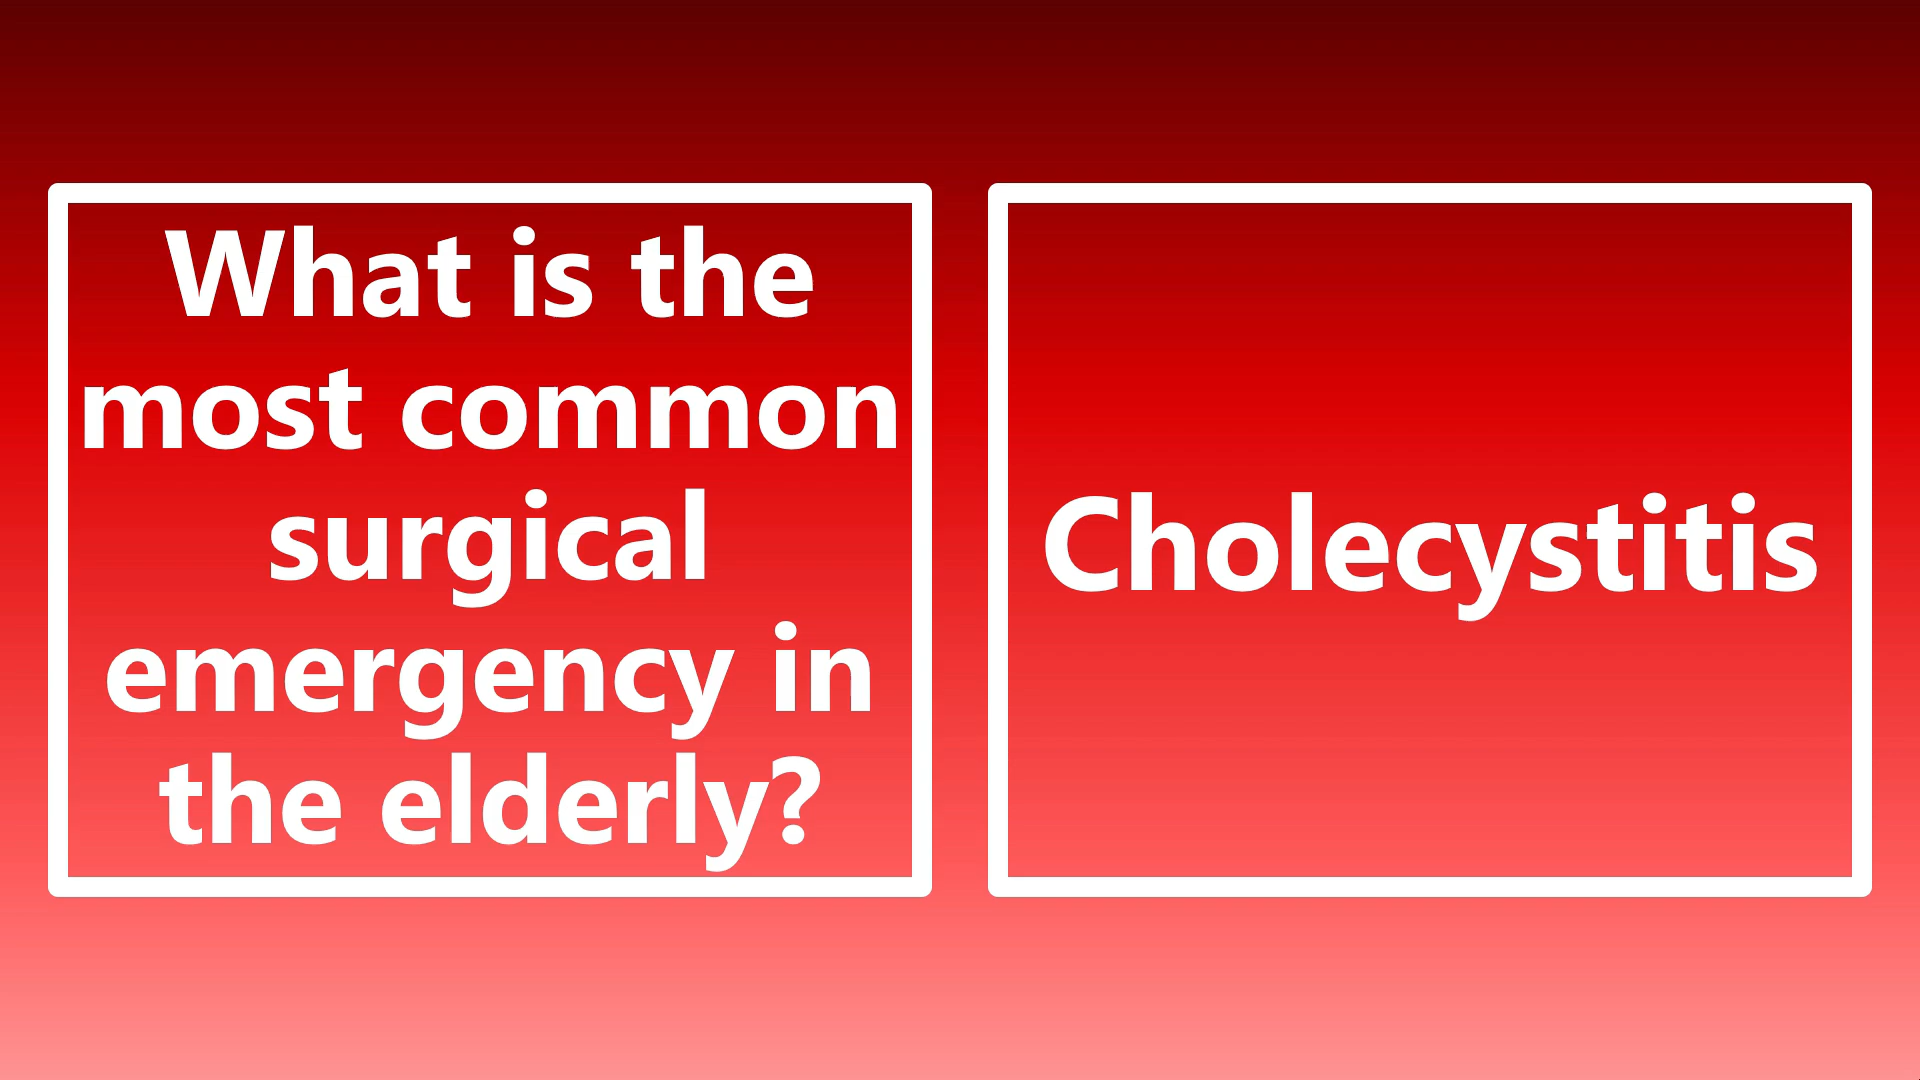 What is the
most common
surgical
emergency in
the elderly?
Cholecystitis